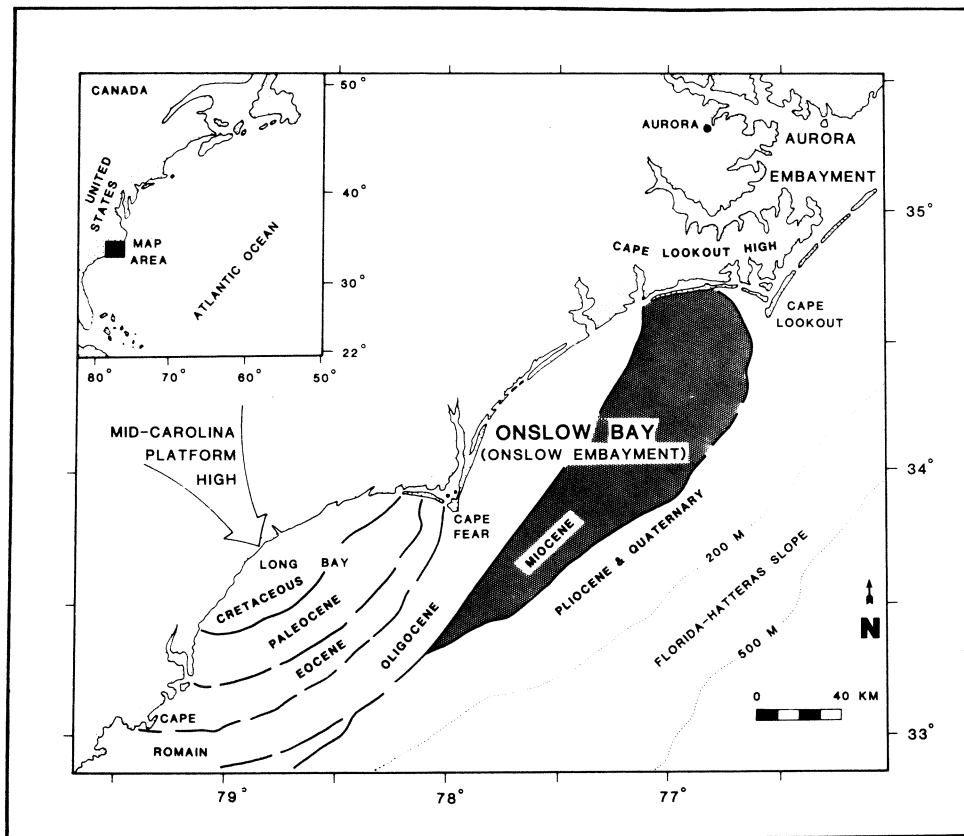 CANADA
UNITED
STATES
MAP
AREA
ATLANTIC OCEAN
50°
40°
30°
22°
80°
70°
60°
50°
AURORA
AURORA
EMBAYMENT
CAPE LOOKOUT HIGH
CAPE
LOOKOUT
35°
MID-CAROLINA
PLATFORM
HIGH
ONSLOW BAY
(ONSLOW EMBAYMENT)
34°
CAPE
FEAR
LONG BAY
CRETACEOUS
PALEOCENE
EOCENE
OLIGOCENE
MIOCENE
PLIOCENE & QUATERNARY
200 M
FLORIDA-HATTERAS SLOPE
500 M
N
0 40 KM
CAPE
ROMAIN
33°
79°
78°
77°